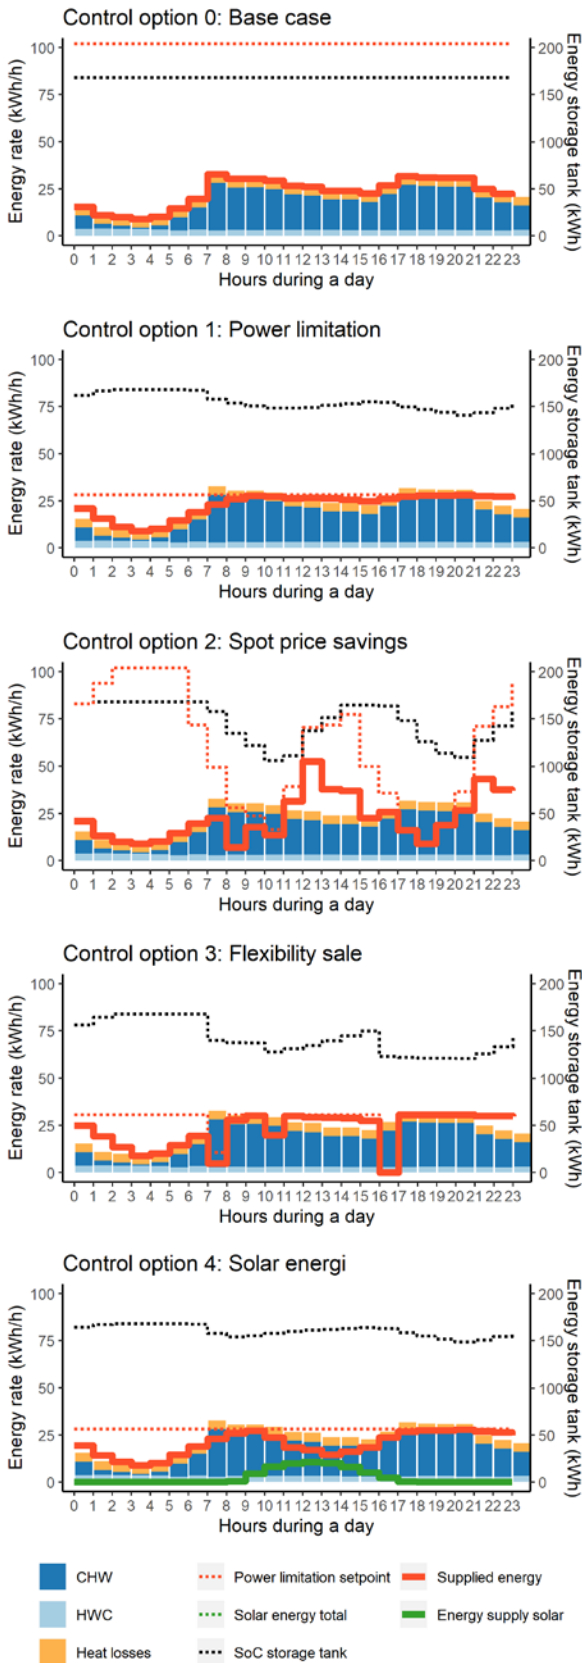 Control option 0: Base case
Energy rate (kWh/h)
100
75
50
25
0
200
150
100
50
0
Energy storage tank (kWh)
0 1 2 3 4 5 6 7 8 9 10 11 12 13 14 15 16 17 18 19 20 21 22 23
Hours during a day
Control option 1: Power limitation
Energy rate (kWh/h)
100
75
50
25
0
200
150
100
50
0
Energy storage tank (kWh)
0 1 2 3 4 5 6 7 8 9 10 11 12 13 14 15 16 17 18 19 20 21 22 23
Hours during a day
Control option 2: Spot price savings
Energy rate (kWh/h)
100
75
50
25
0
200
150
100
50
0
Energy storage tank (kWh)
0 1 2 3 4 5 6 7 8 9 10 11 12 13 14 15 16 17 18 19 20 21 22 23
Hours during a day
Control option 3: Flexibility sale
Energy rate (kWh/h)
100
75
50
25
0
200
150
100
50
0
Energy storage tank (kWh)
0 1 2 3 4 5 6 7 8 9 10 11 12 13 14 15 16 17 18 19 20 21 22 23
Hours during a day
Control option 4: Solar energi
Energy rate (kWh/h)
100
75
50
25
0
200
150
100
50
0
Energy storage tank (kWh)
0 1 2 3 4 5 6 7 8 9 10 11 12 13 14 15 16 17 18 19 20 21 22 23
Hours during a day
CHW
Power limitation setpoint
Supplied energy
HWC
Solar energy total
Energy supply solar
Heat losses
SoC storage tank